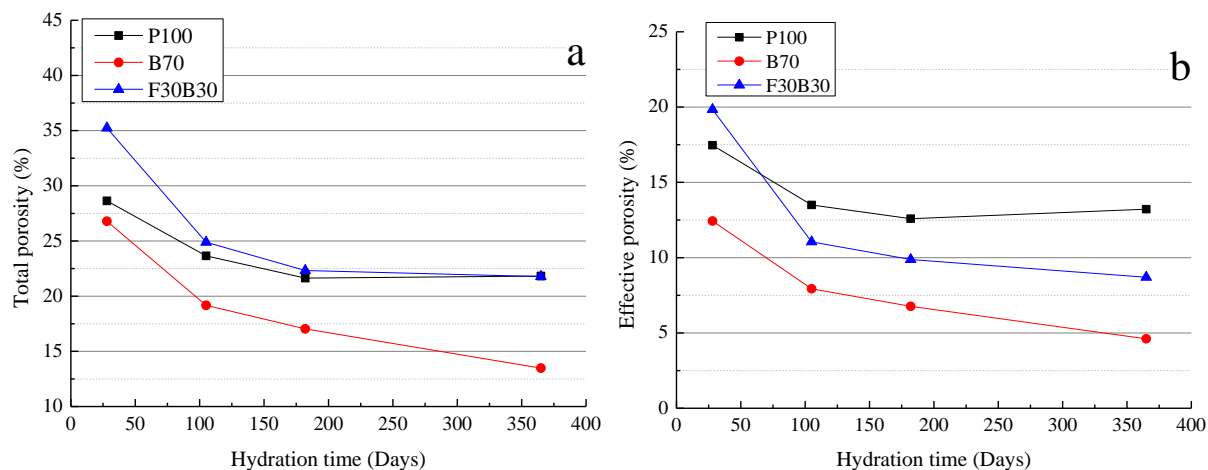 a
P100
B70
F30B30
Total porosity (%)
45
40
35
30
25
20
15
10
0 50 100 150 200 250 300 350 400
Hydration time (Days)
b
P100
B70
F30B30
Effective porosity (%)
25
20
15
10
5
0
0 50 100 150 200 250 300 350 400
Hydration time (Days)